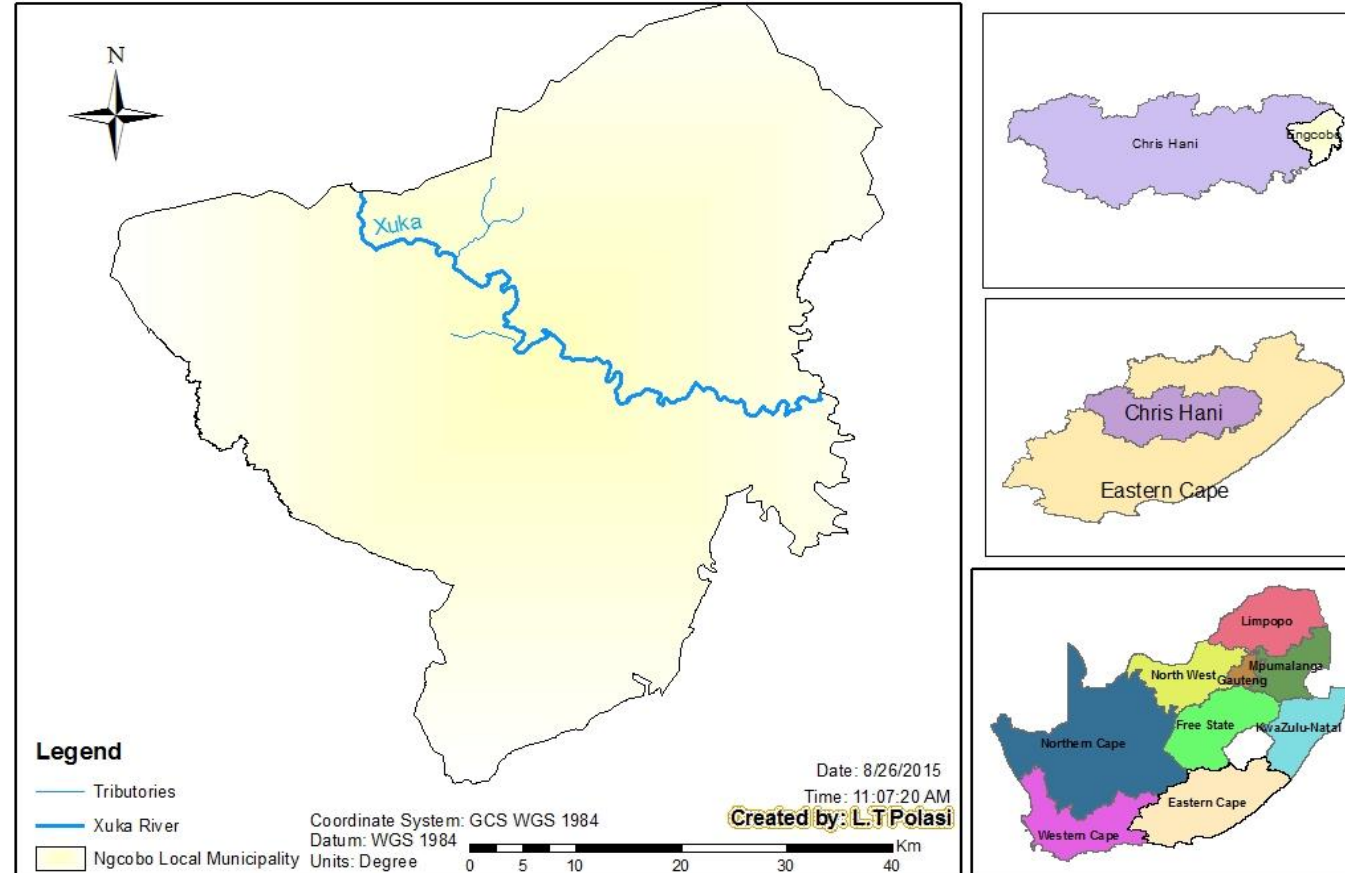 N
Xuka
Legend
Tributories
Xuka River
Ngcobo Local Municipality
Coordinate System: GCS WGS 1984
Datum: WGS 1984
Units: Degree
Date: 8/26/2015
Time: 11:07:20 AM
Created by: L.T Polasi
0 5 10 20 30 40 Km
Chris Hani
Engcobo
Chris Hani
Eastern Cape
Limpopo
North West
Gauteng
Mpumalanga
Free State
KwaZulu-Natal
Northern Cape
Eastern Cape
Western Cape